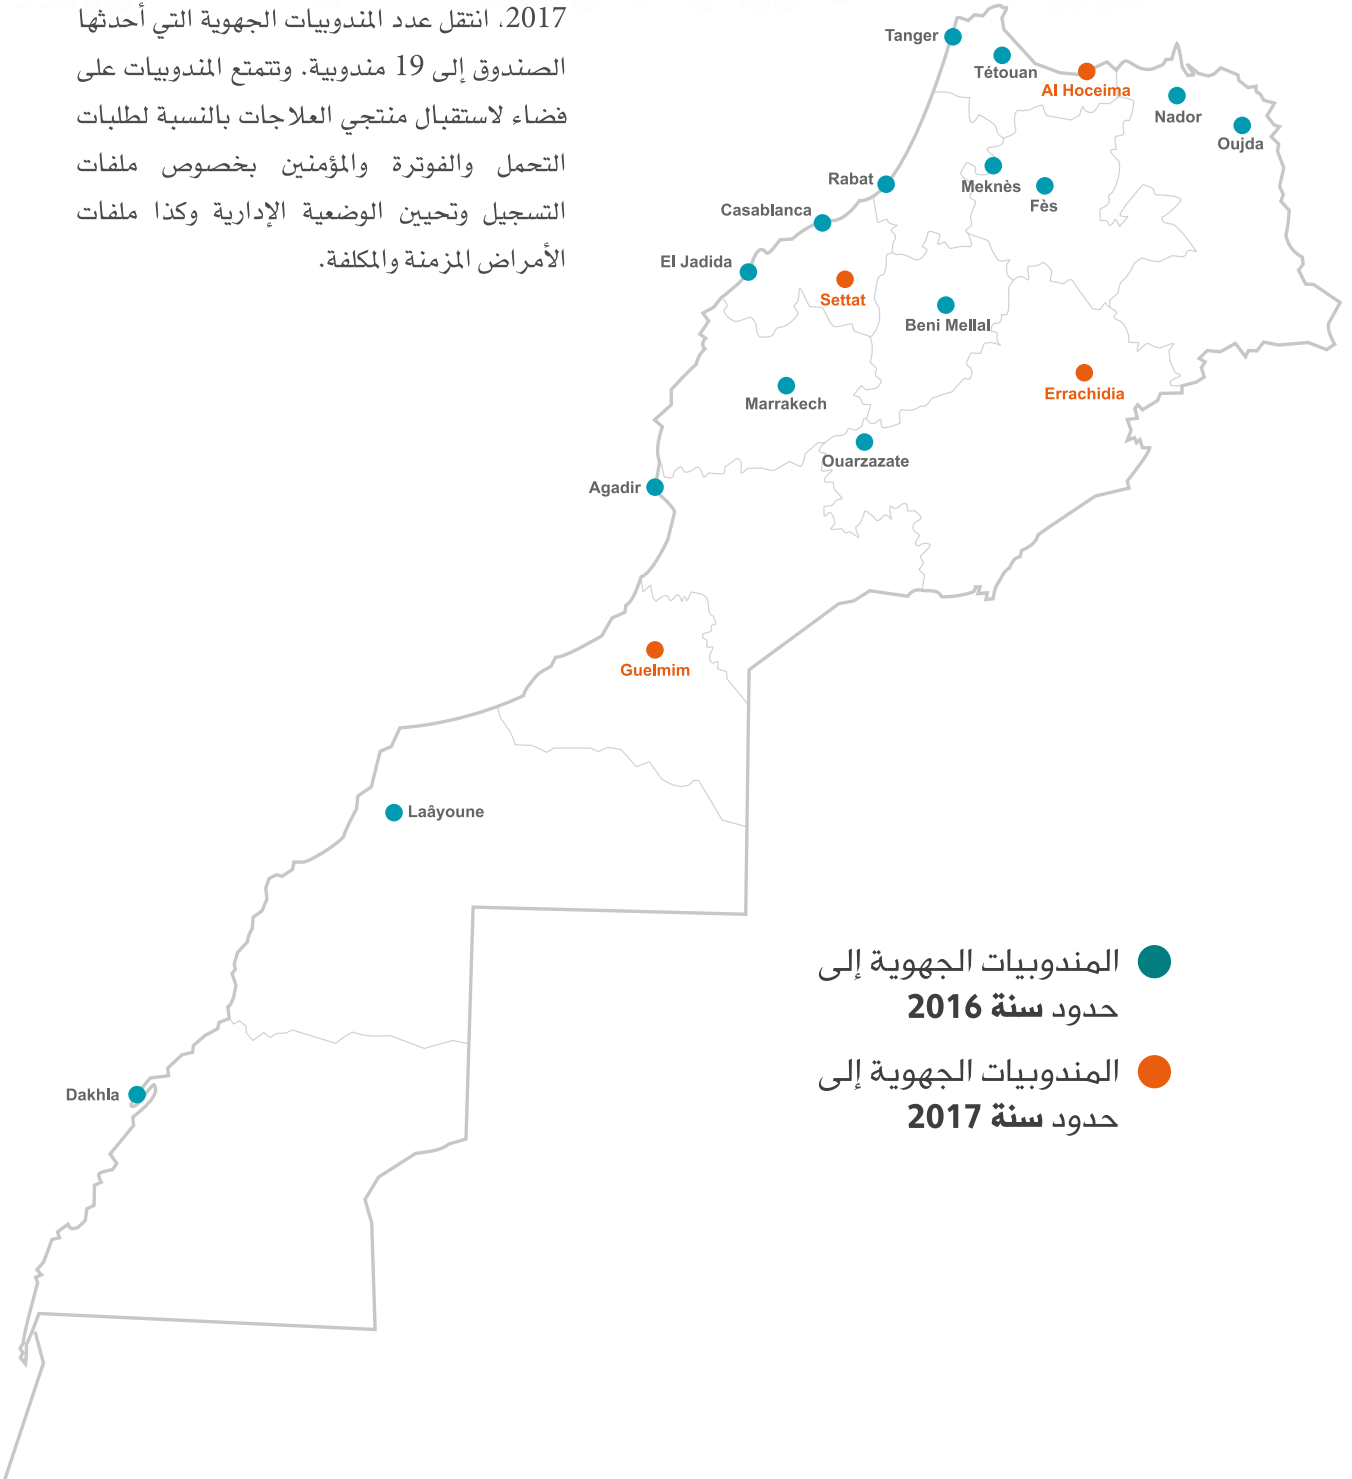 2017، انتقل عدد المندوبيات الجهوية التي أحدثها
الصندوق إلى 19 مندوبية. وتتمتع المندوبيات على
فضاء لاستقبال منتجي العلاجات بالنسبة لطلبات
التحمل والفوترة والمؤمنين بخصوص ملفات
التسجيل وتحيين الوضعية الإدارية وكذا ملفات
الأمراض المزمنة والمكلفة.
Tanger
Tétouan
Al Hoceima
Nador
Oujda
Rabat
Meknès
Fès
Casablanca
El Jadida
Settat
Beni Mellal
Errachidia
Marrakech
Ouarzazate
Agadir
Guelmim
Laâyoune
Dakhla
المندوبيات الجهوية إلى
حدود سنة 2016
المندوبيات الجهوية إلى
حدود سنة 2017